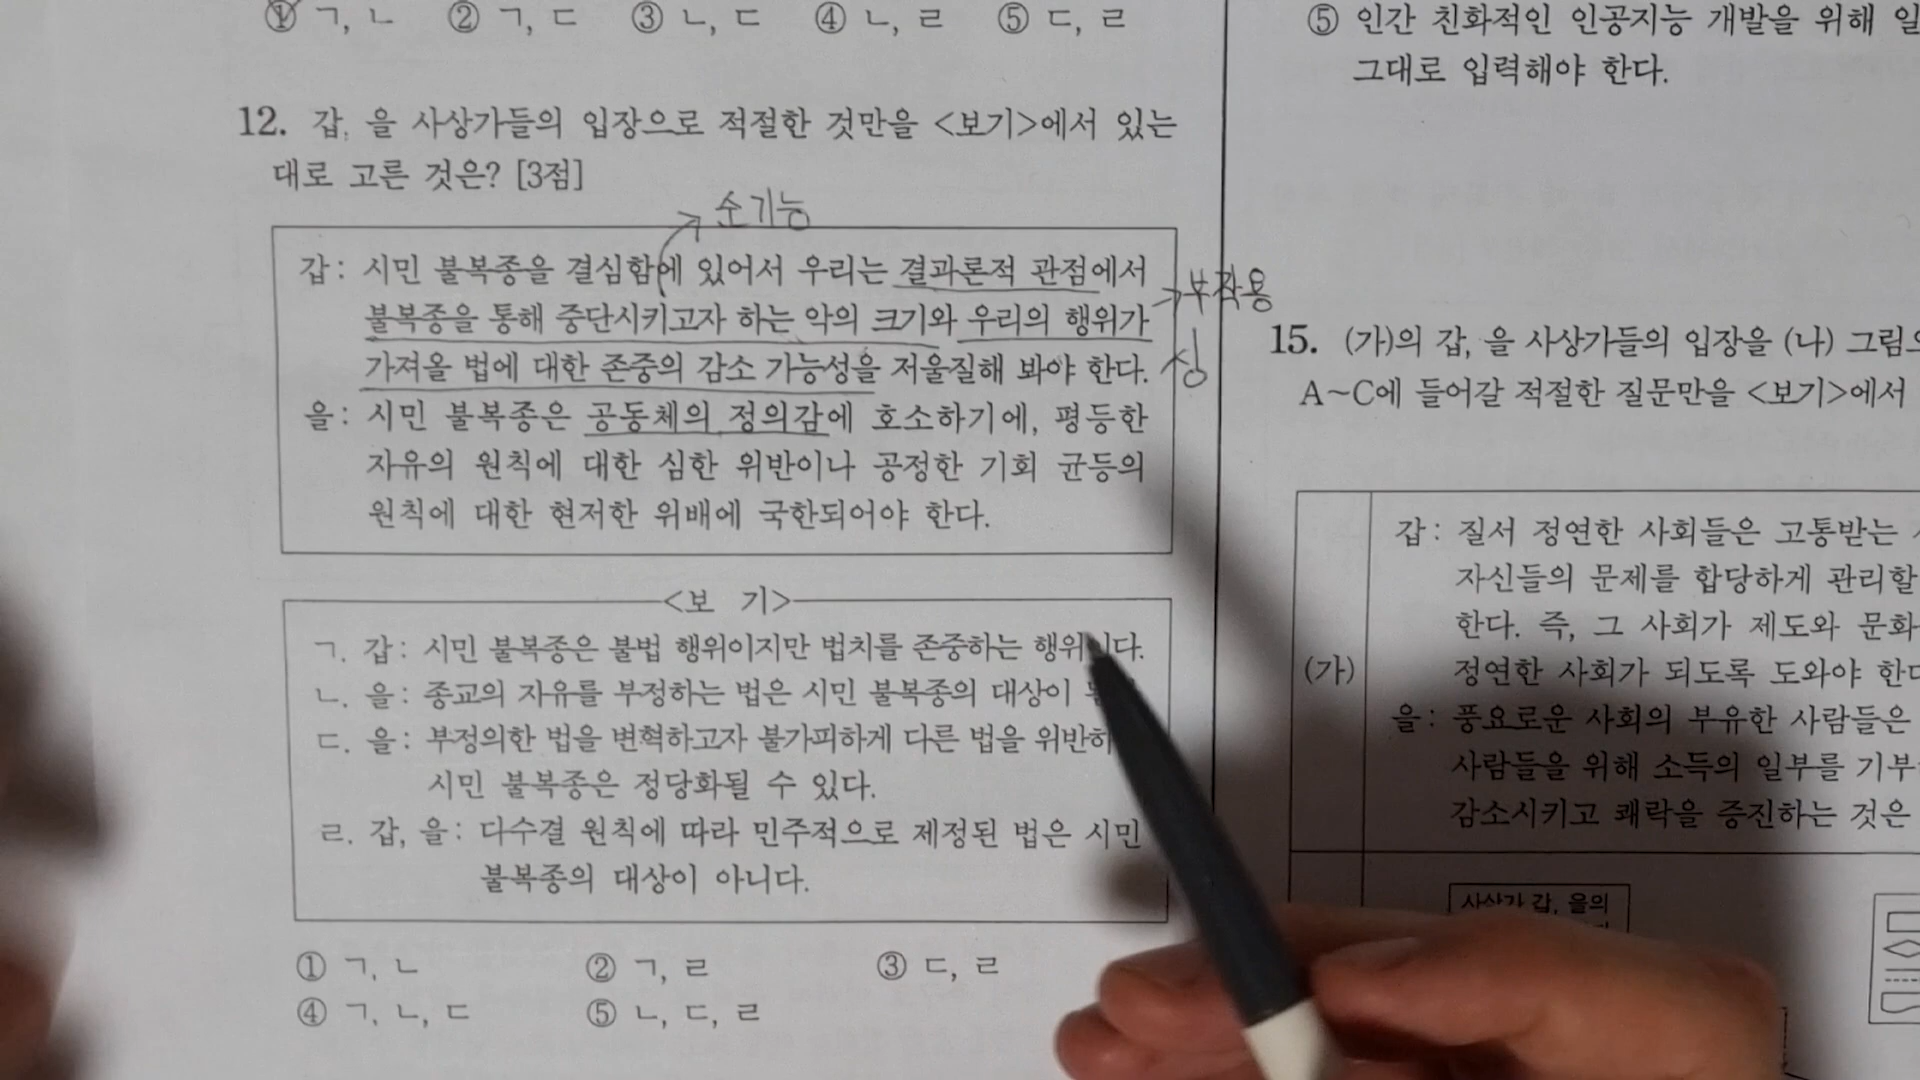 ① ㄱ, ㄴ ② ㄱ, ㄷ ③ ㄴ, ㄷ ④ ㄴ, ㄹ ⑤ ㄷ, ㄹ
12. 갑, 을 사상가들의 입장으로 적절한 것만을 <보기>에서 있는
대로 고른 것은? [3점]
순기능
갑: 시민 불복종을 결심함에 있어서 우리는 결과론적 관점에서
불복종을 통해 중단시키고자 하는 악의 크기와 우리의 행위가
가져올 법에 대한 존중의 감소 가능성을 저울질해 봐야 한다.
부작용
싱
을: 시민 불복종은 공동체의 정의감에 호소하기에, 평등한
자유의 원칙에 대한 심한 위반이나 공정한 기회 균등의
원칙에 대한 현저한 위배에 국한되어야 한다.
<보 기>
ㄱ. 갑: 시민 불복종은 불법 행위이지만 법치를 존중하는 행위이다.
ㄴ. 을: 종교의 자유를 부정하는 법은 시민 불복종의 대상이
ㄷ. 을: 부정의한 법을 변혁하고자 불가피하게 다른 법을
시민 불복종은 정당화될 수 있다.
ㄹ. 갑, 을: 다수결 원칙에 따라 민주적으로 제정된 법은 시민
불복종의 대상이 아니다.
① ㄱ, ㄴ ② ㄱ, ㄹ ③ ㄷ, ㄹ
④ ㄱ, ㄴ, ㄷ ⑤ ㄴ, ㄷ, ㄹ
⑤ 인간 친화적인 인공지능 개발을 위해
그대로 입력해야 한다.
15. (가)의 갑, 을 사상가들의 입장을 (나)
A~C에 들어갈 적절한 질문만을 <보기>에서
(가)
갑: 질서 정연한 사회들은 고통받는
자신들의 문제를 합당하게 관리할
한다. 즉, 그 사회가 제도와
정연한 사회가 되도록 도와야
을: 풍요로운 사회의 부유한 사람들은
사람들을 위해 소득의 일부를
감소시키고 쾌락을 증진하는 것은
사상가 갑, 을의